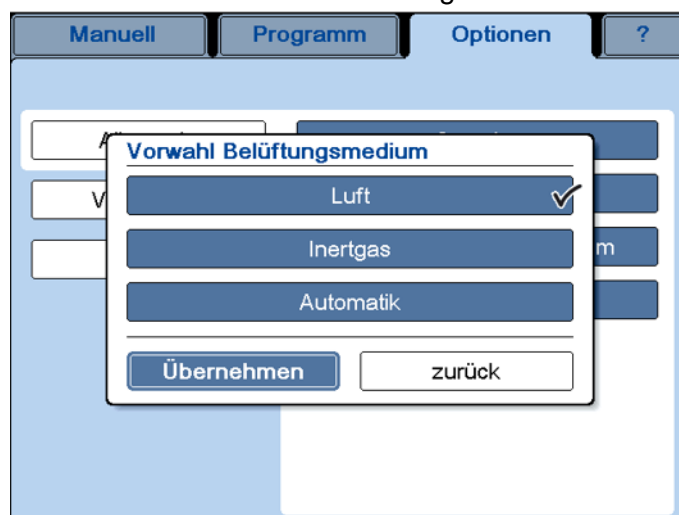 Manuell
Programm
Optionen
?
Vorwahl Belüftungsmedium
Luft
Inertgas
Automatik
Übernehmen
zurück
V
m